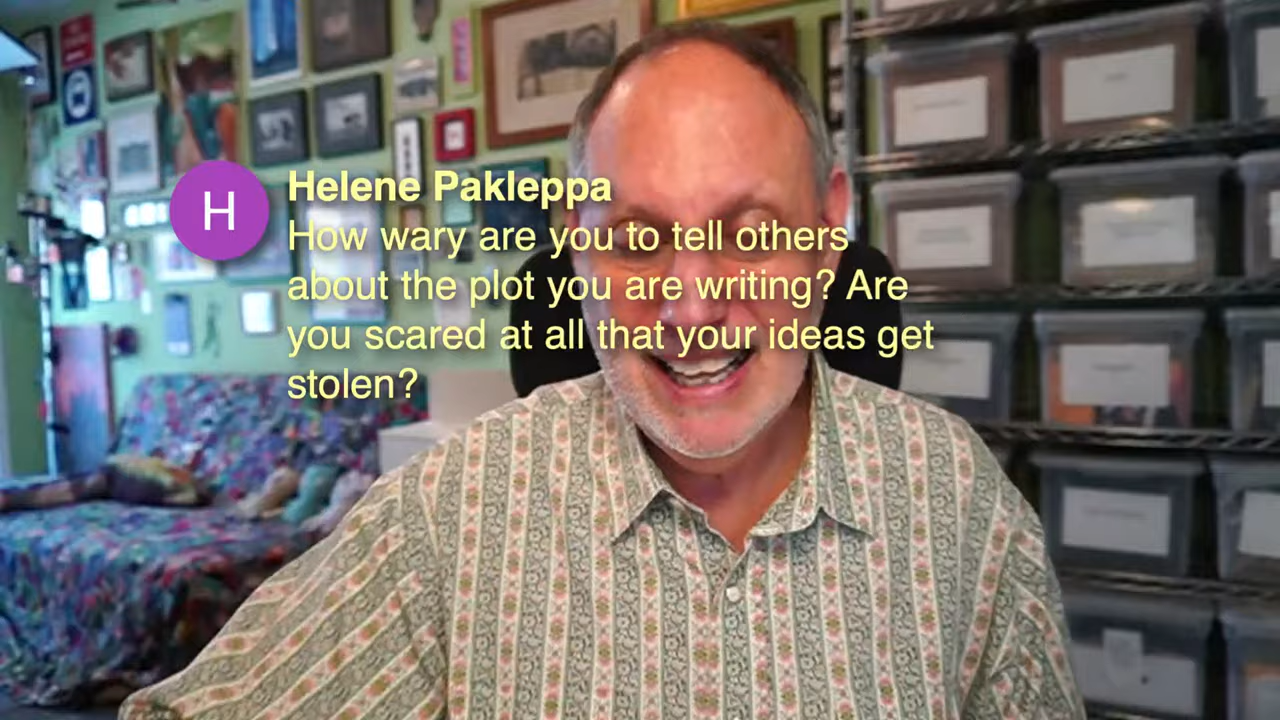 H
Helene Pakleppa
How wary are you to tell others
about the plot you are writing? Are
you scared at all that your ideas get
stolen?